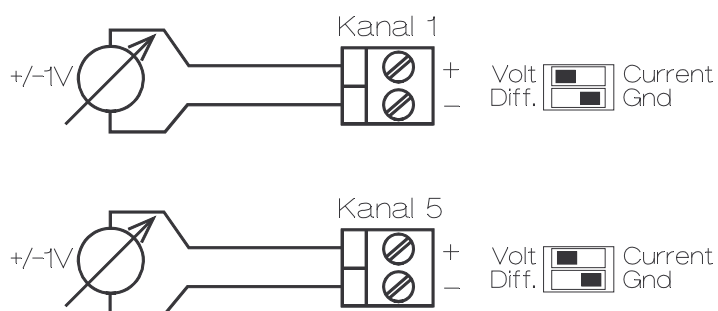 Kanal 1
+/-1V + Volt Current
- Diff. Gnd
Kanal 5
+/-1V + Volt Current
- Diff. Gnd